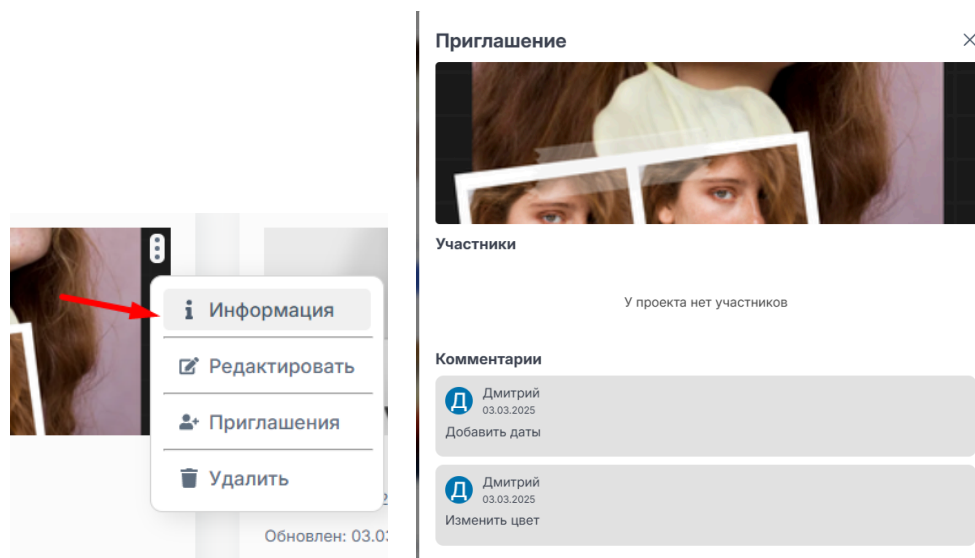 Информация
Редактировать
Приглашения
Удалить
Обновлен: 03.0
Приглашение
Участники
У проекта нет участников
Комментарии
Д
Дмитрий
03.03.2025
Добавить даты
Д
Дмитрий
03.03.2025
Изменить цвет